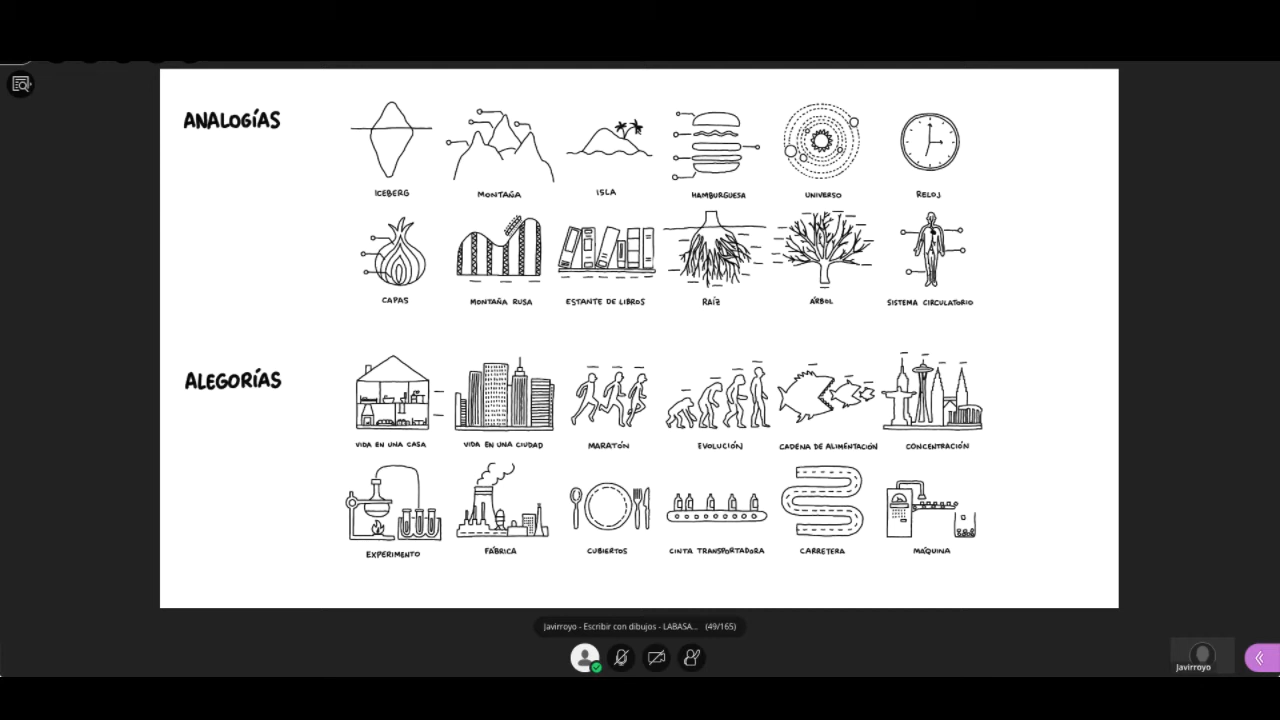 ANALOGÍAS
ICEBERG
MONTAÑA
ISLA
HAMBURGUESA
UNIVERSO
RELOJ
CAPAS
MONTAÑA RUSA
ESTANTE DE LIBROS
RAÍZ
ÁRBOL
SISTEMA CIRCULATORIO
ALEGORÍAS
VIDA EN UNA CASA
VIDA EN UNA CIUDAD
MARATÓN
EVOLUCIÓN
CADENA DE ALIMENTACIÓN
CONCENTRACIÓN
EXPERIMENTO
FÁBRICA
CUBIERTOS
CINTA TRANSPORTADORA
CARRETERA
MÁQUINA
Javirroyo - Escribir con dibujos - LABASA... (49/165)
Javirroyo